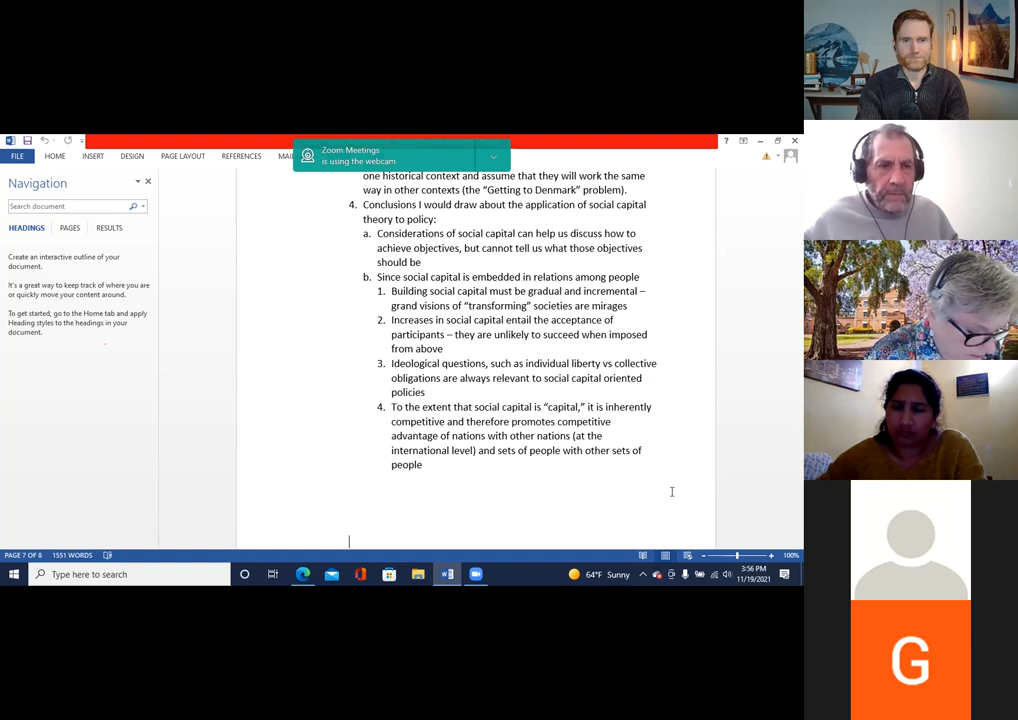 Zoom Meetings
is using the webcam
?
FILE
HOME
INSERT
DESIGN
PAGE LAYOUT
REFERENCES
MAI
Navigation
Search document
HEADINGS
PAGES
RESULTS
Create an interactive outline of your
document.
It's a great way to keep track of where you are
or quickly move your content around.
To get started, go to the Home tab and apply
Heading styles to the headings in your
document.
one historical context and assume that they will work the same
way in other contexts (the “Getting to Denmark” problem).
4. Conclusions I would draw about the application of social capital
theory to policy:
a. Considerations of social capital can help us discuss how to
achieve objectives, but cannot tell us what those objectives
should be
b. Since social capital is embedded in relations among people
1. Building social capital must be gradual and incremental –
grand visions of “transforming” societies are mirages
2. Increases in social capital entail the acceptance of
participants – they are unlikely to succeed when imposed
from above
3. Ideological questions, such as individual liberty vs collective
obligations are always relevant to social capital oriented
policies
4. To the extent that social capital is “capital,” it is inherently
competitive and therefore promotes competitive
advantage of nations with other nations (at the
international level) and sets of people with other sets of
people
PAGE 7 OF 8
1551 WORDS
100%
Type here to search
64°F Sunny
3:56 PM
11/19/2021
G